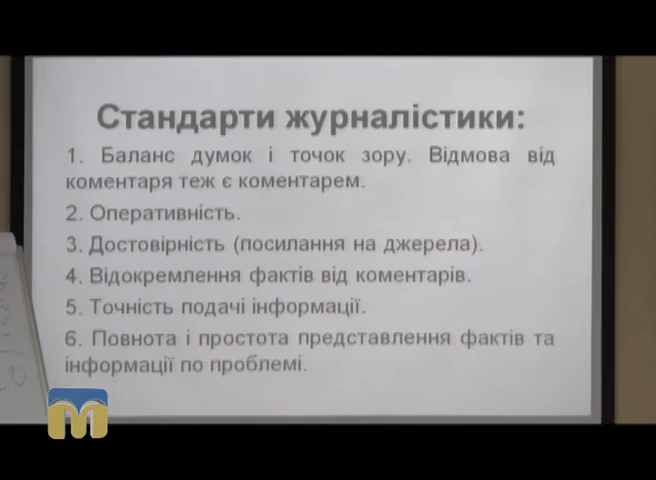 Стандарти журналістики:
1. Баланс думок і точок зору. Відмова від
коментаря теж є коментарем.
2. Оперативність.
3. Достовірність (посилання на джерела).
4. Відокремлення фактів від коментарів.
5. Точність подачі інформації.
6. Повнота і простота представлення фактів та
інформації по проблемі.